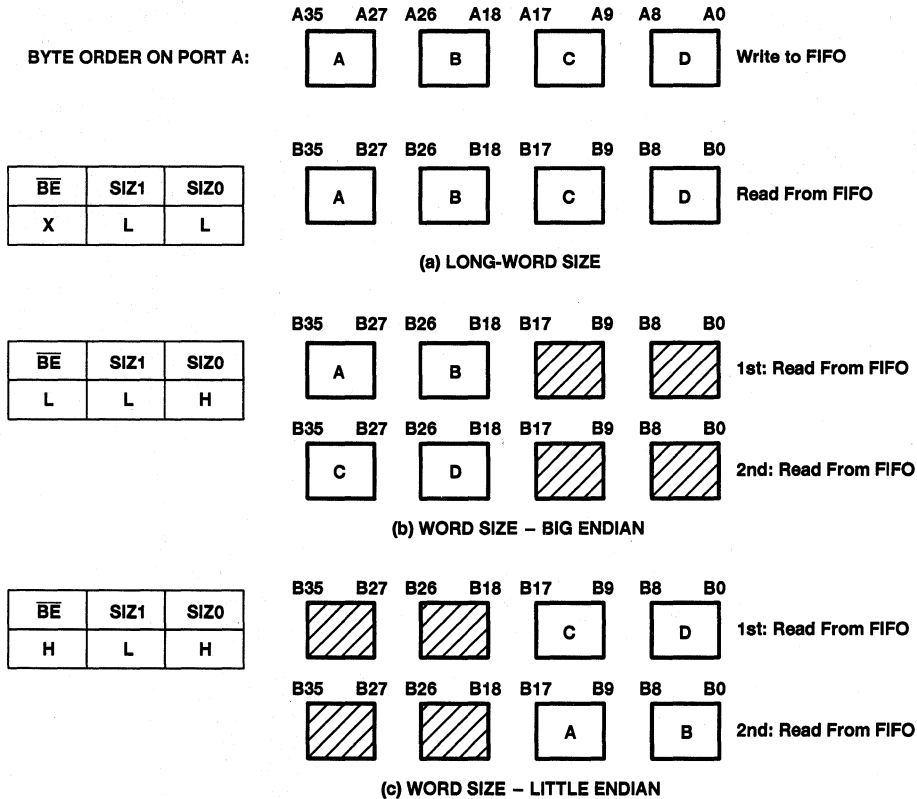 A35 A27 A26 A18 A17 A9 A8 A0
BYTE ORDER ON PORT A: A B C D Write to FIFO
B35 B27 B26 B18 B17 B9 B8 B0
B̅E̅ SIZ1 SIZ0
A B C D Read From FIFO
X L L
(a) LONG-WORD SIZE
B35 B27 B26 B18 B17 B9 B8 B0
B̅E̅ SIZ1 SIZ0
A B 1st: Read From FIFO
L L H
B35 B27 B26 B18 B17 B9 B8 B0
C D 2nd: Read From FIFO
(b) WORD SIZE – BIG ENDIAN
B35 B27 B26 B18 B17 B9 B8 B0
B̅E̅ SIZ1 SIZ0
C D 1st: Read From FIFO
H L H
B35 B27 B26 B18 B17 B9 B8 B0
A B 2nd: Read From FIFO
(c) WORD SIZE – LITTLE ENDIAN